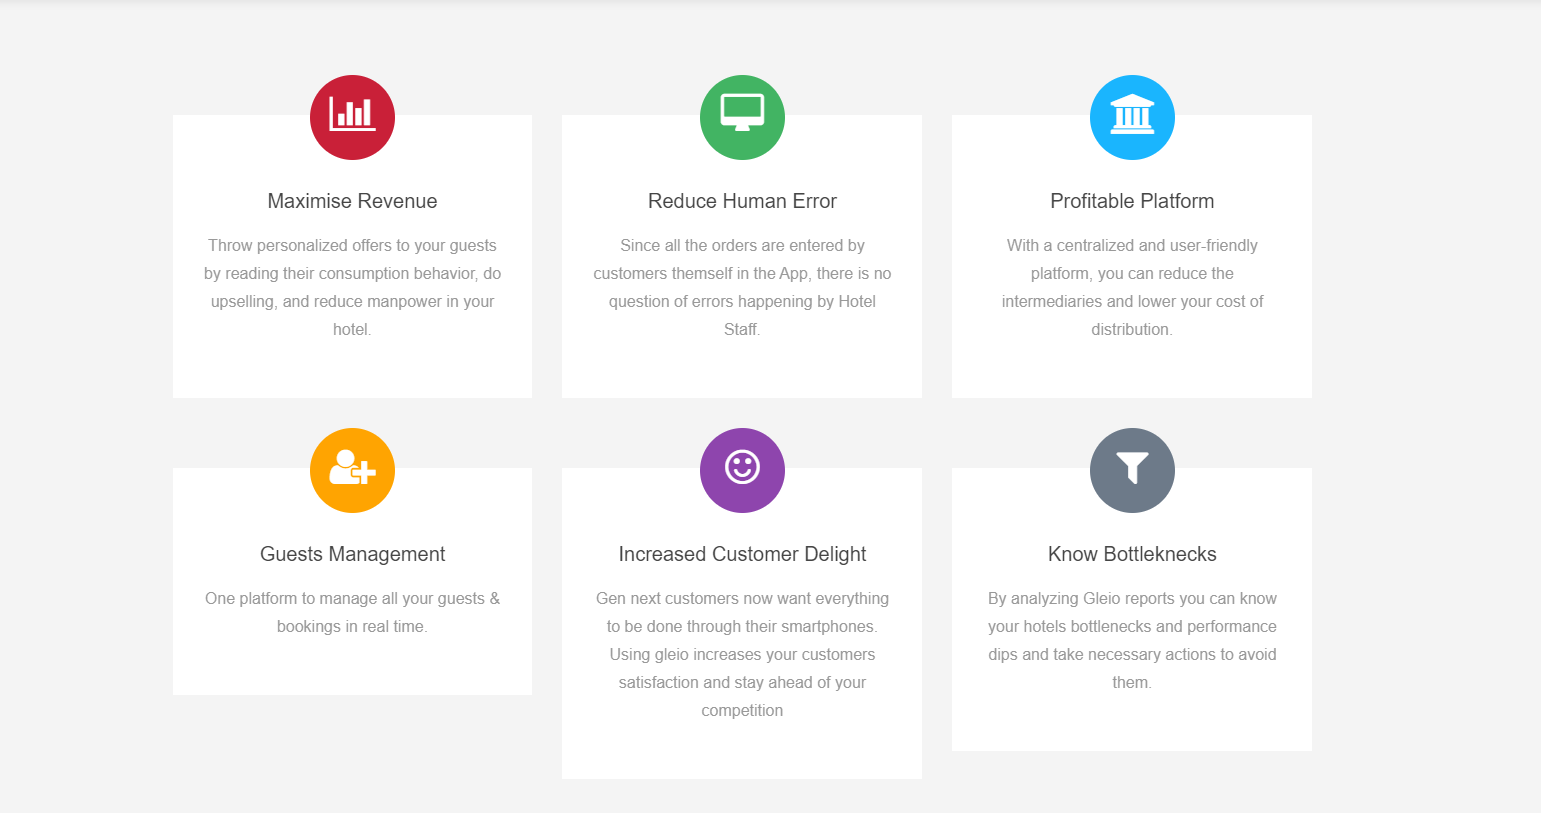 Maximise Revenue
Throw personalized offers to your guests
by reading their consumption behavior, do
upselling, and reduce manpower in your
hotel.
Reduce Human Error
Since all the orders are entered by
customers themself in the App, there is no
question of errors happening by Hotel
Staff.
Profitable Platform
With a centralized and user-friendly
platform, you can reduce the
intermediaries and lower your cost of
distribution.
Guests Management
One platform to manage all your guests &
bookings in real time.
Increased Customer Delight
Gen next customers now want everything
to be done through their smartphones.
Using gleio increases your customers
satisfaction and stay ahead of your
competition
Know Bottleknecks
By analyzing Gleio reports you can know
your hotels bottlenecks and performance
dips and take necessary actions to avoid
them.